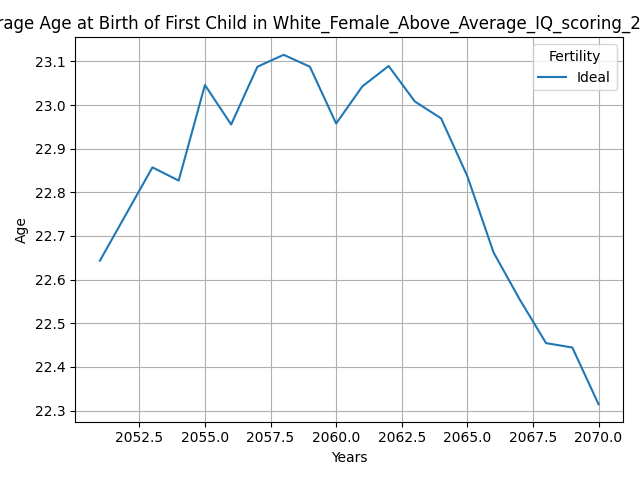 Average Age at Birth of First Child in White_Female_Above_Average_IQ_scoring_2
Fertility
Ideal
23.1
23.0
22.9
22.8
22.7
22.6
22.5
22.4
22.3
Age
2052.5 2055.0 2057.5 2060.0 2062.5 2065.0 2067.5 2070.0
Years